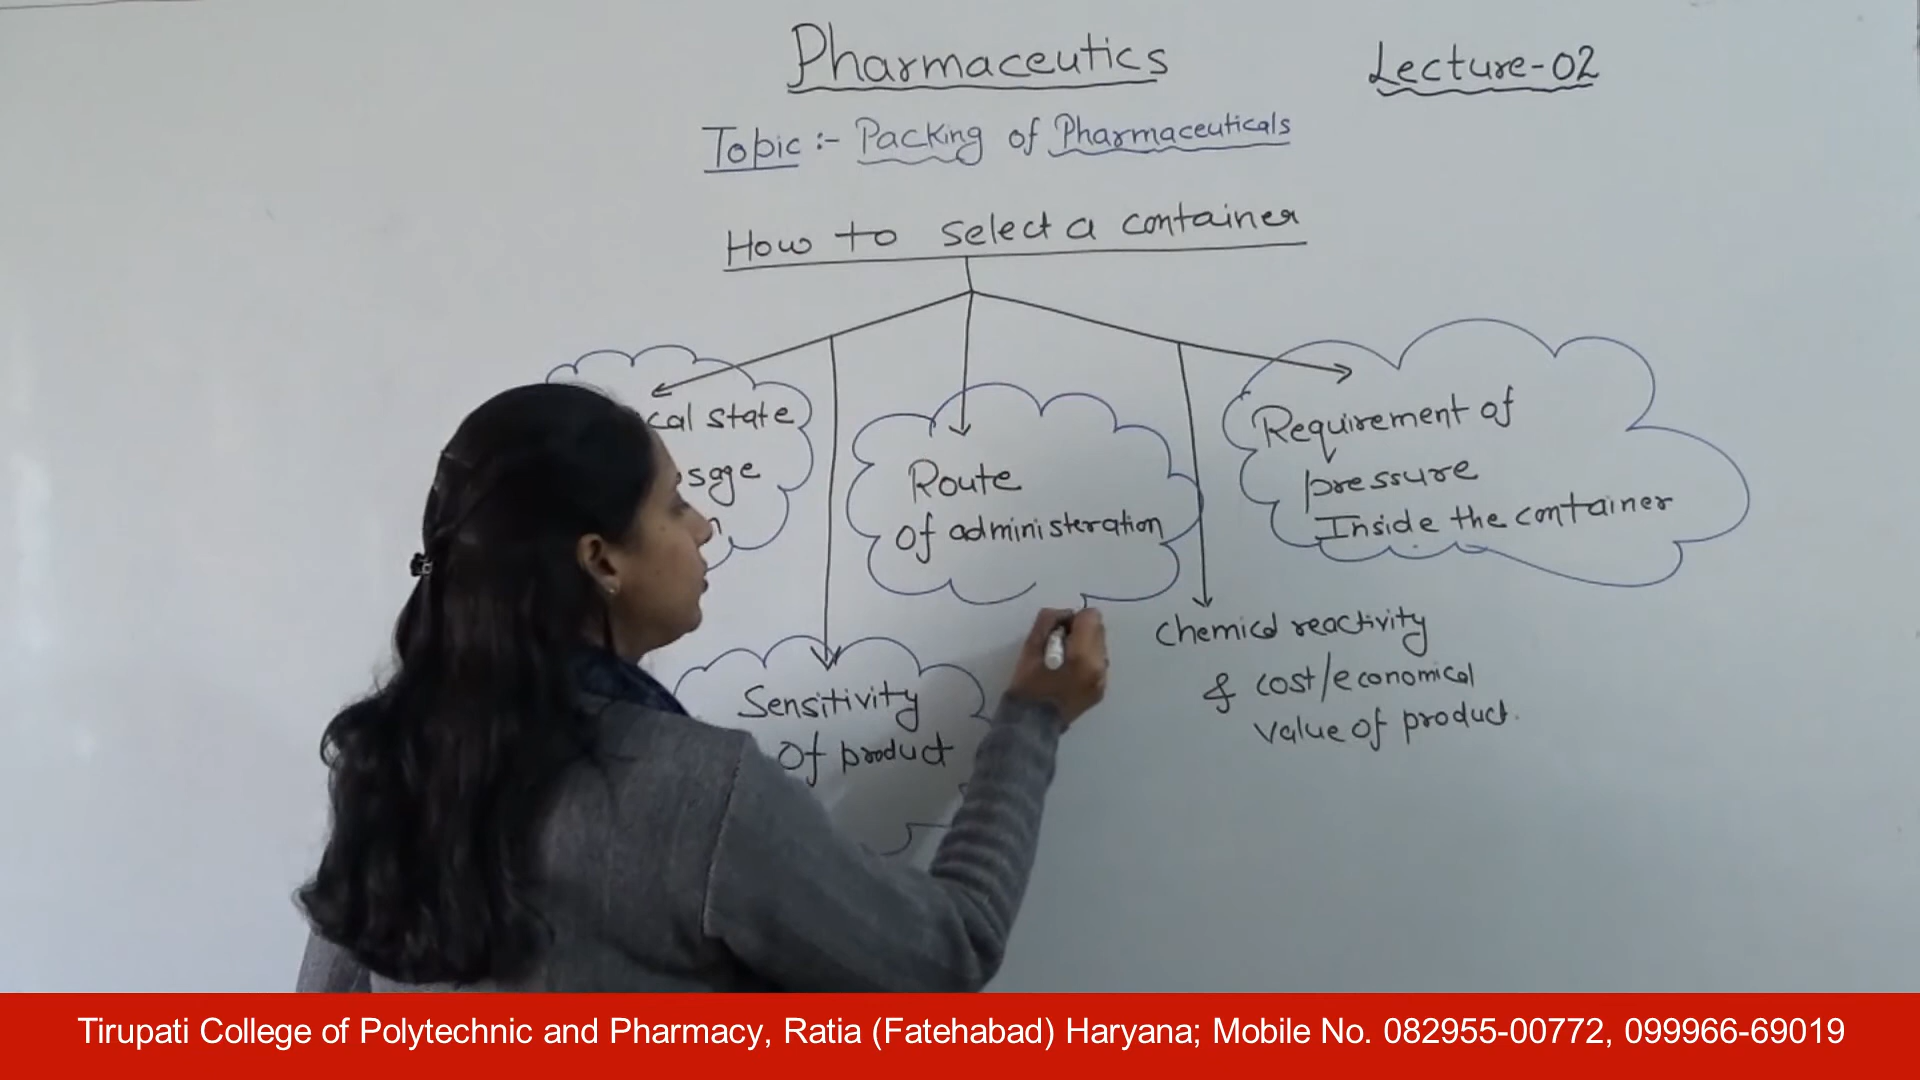 Pharmaceutics
Lecture-02
Topic :- Packing of Pharmaceuticals
How to select a container
cal state
sage
Route
of administeration
Requirement of
pressure
Inside the container
Sensitivity
Of product
Chemical reactivity
& cost/economical
value of product.
Tirupati College of Polytechnic and Pharmacy, Ratia (Fatehabad) Haryana; Mobile No. 082955-00772, 099966-69019